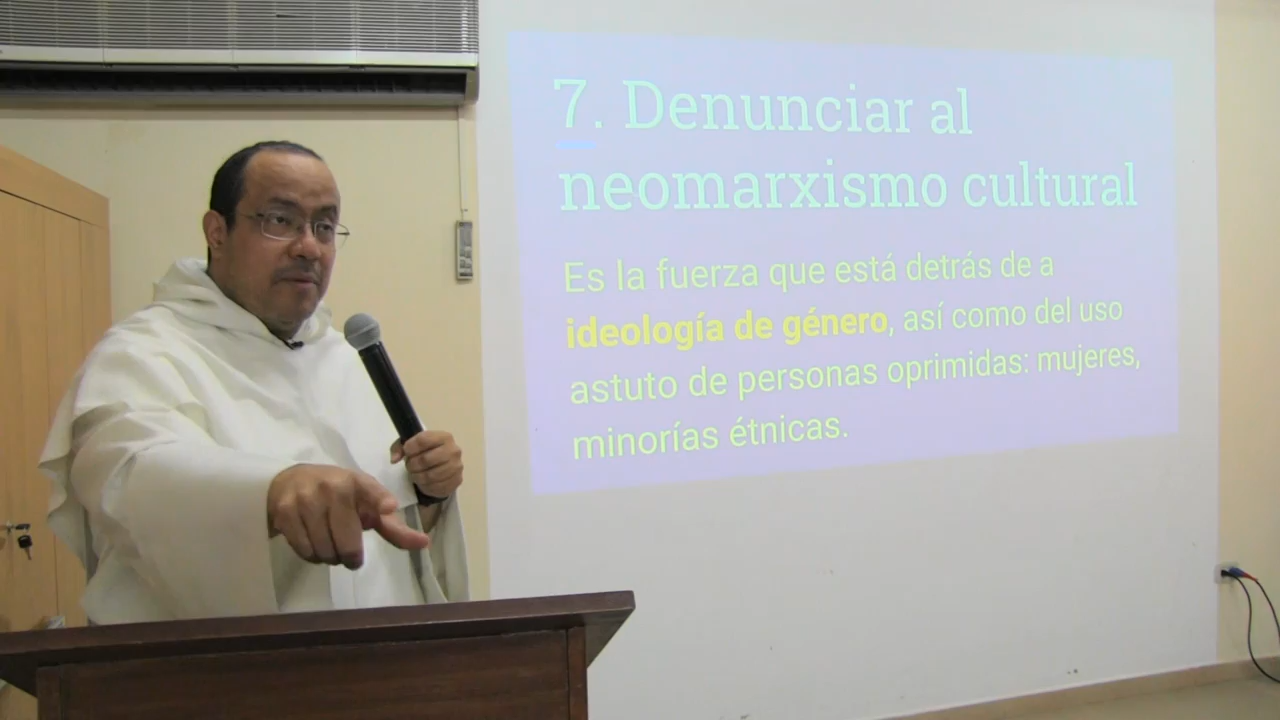 7. Denunciar al
neomarxismo cultural
Es la fuerza que está detrás de a
ideología de género, así como del uso
astuto de personas oprimidas: mujeres,
minorías étnicas.